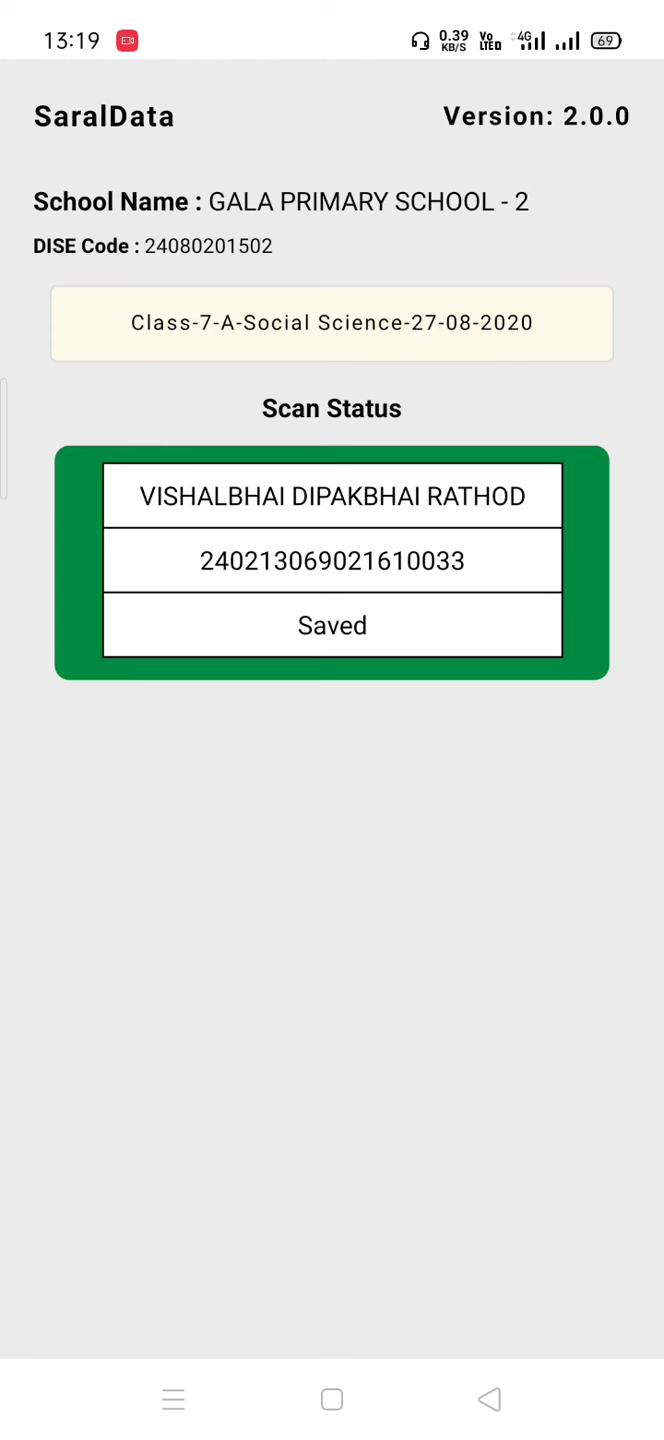 13:19 0.39 KB/S Vo LTED 4G 69
SaralData Version: 2.0.0
School Name : GALA PRIMARY SCHOOL - 2
DISE Code : 24080201502
Class-7-A-Social Science-27-08-2020
Scan Status
VISHALBHAI DIPAKBHAI RATHOD
240213069021610033
Saved